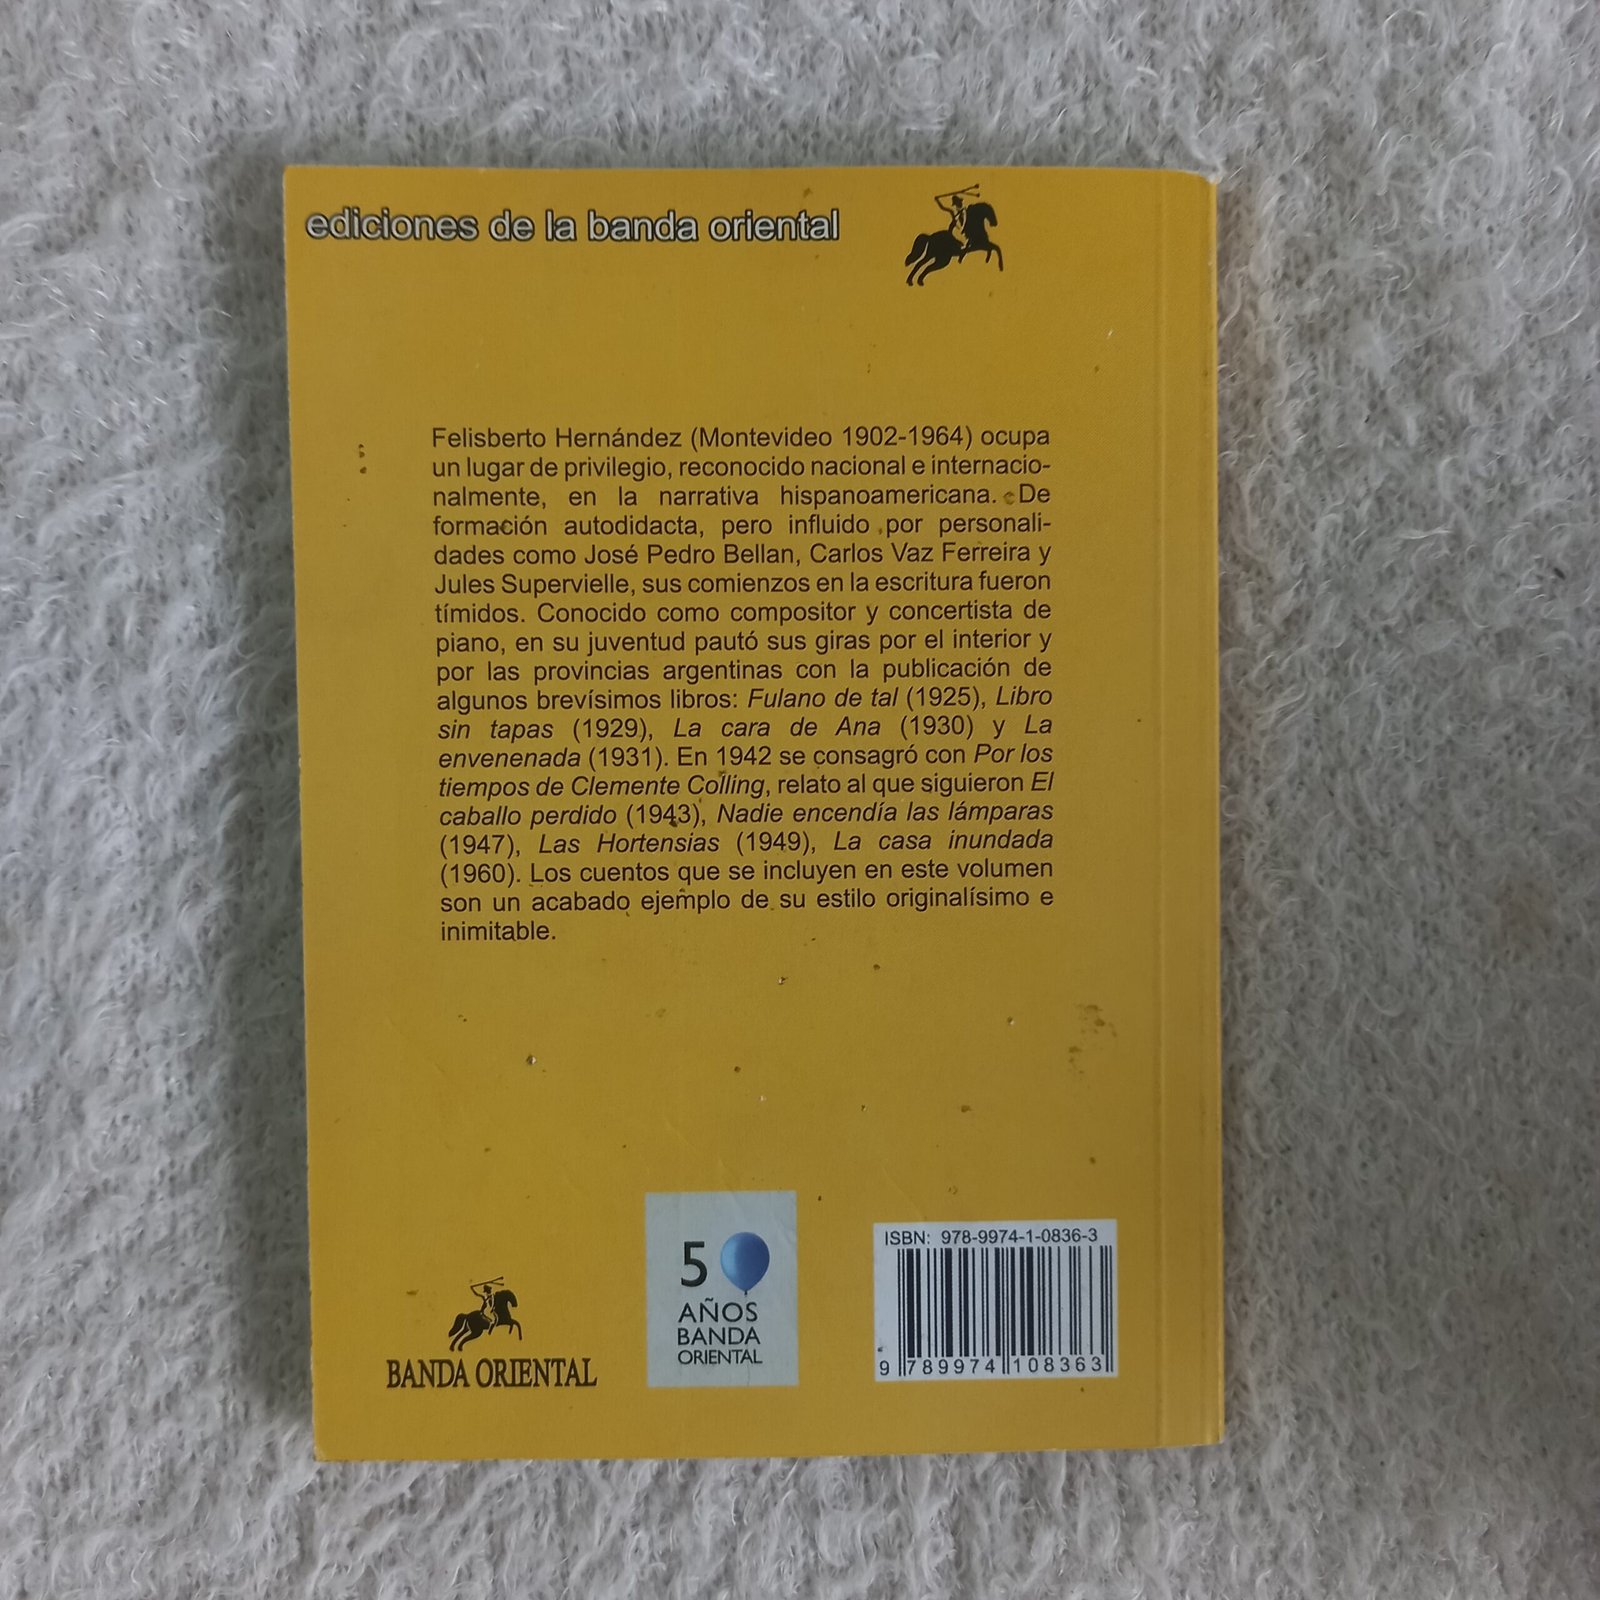 ediciones de la banda oriental
Felisberto Hernández (Montevideo 1902-1964) ocupa
un lugar de privilegio, reconocido nacional e internacio-
nalmente, en la narrativa hispanoamericana. De
formación autodidacta, pero influido por personali-
dades como José Pedro Bellan, Carlos Vaz Ferreira y
Jules Supervielle, sus comienzos en la escritura fueron
tímidos. Conocido como compositor y concertista de
piano, en su juventud pautó sus giras por el interior y
por las provincias argentinas con la publicación de
algunos brevísimos libros: Fulano de tal (1925), Libro
sin tapas (1929), La cara de Ana (1930) y La
envenenada (1931). En 1942 se consagró con Por los
tiempos de Clemente Colling, relato al que siguieron El
caballo perdido (1943), Nadie encendía las lámparas
(1947), Las Hortensias (1949), La casa inundada
(1960). Los cuentos que se incluyen en este volumen
son un acabado ejemplo de su estilo originalísimo e
inimitable.
BANDA ORIENTAL
50
AÑOS
BANDA
ORIENTAL
ISBN: 978-9974-1-0836-3
9 789974 108363